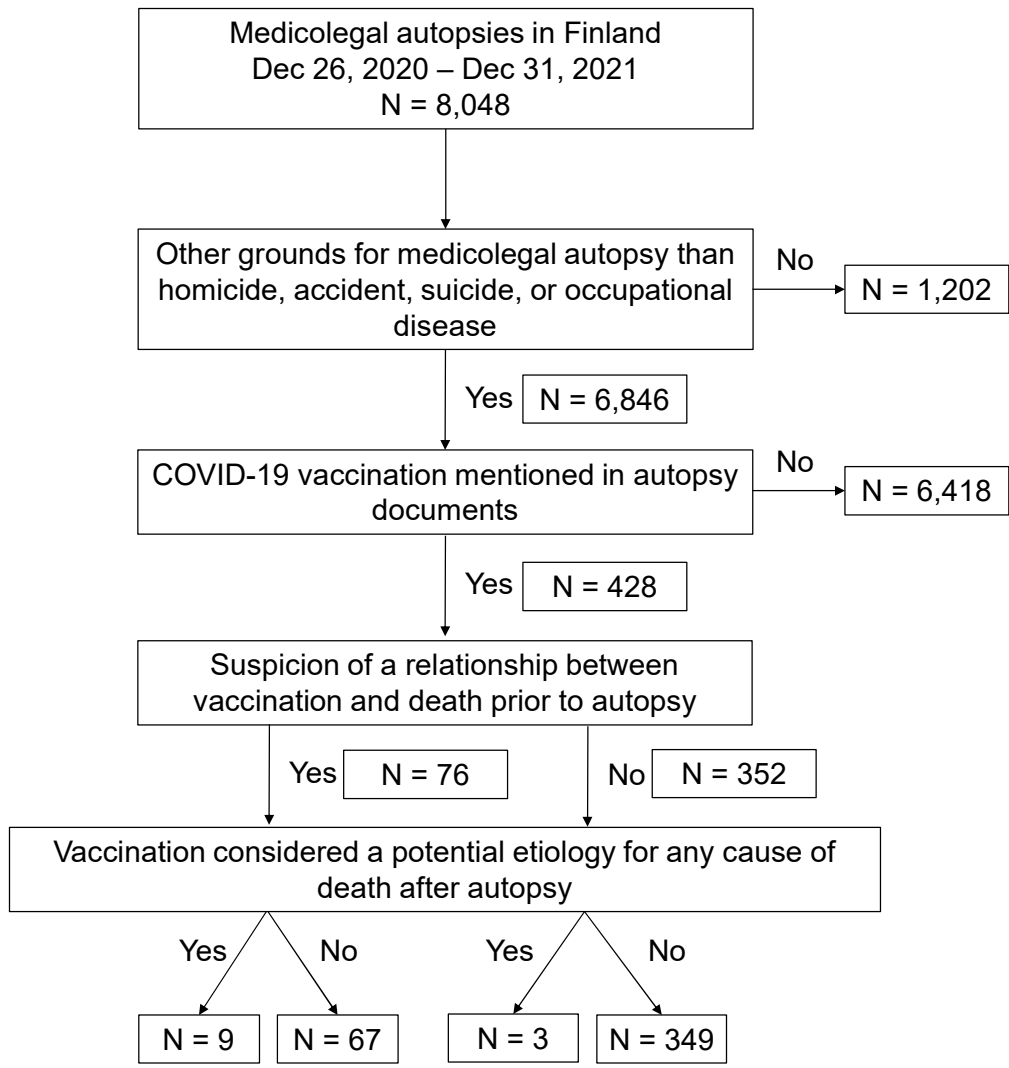 Medicolegal autopsies in Finland
Dec 26, 2020 – Dec 31, 2021
N = 8,048
Other grounds for medicolegal autopsy than
homicide, accident, suicide, or occupational
disease
No
N = 1,202
Yes
N = 6,846
COVID-19 vaccination mentioned in autopsy
documents
No
N = 6,418
Yes
N = 428
Suspicion of a relationship between
vaccination and death prior to autopsy
Yes
N = 76
No
N = 352
Vaccination considered a potential etiology for any cause of
death after autopsy
Yes
No
Yes
No
N = 9
N = 67
N = 3
N = 349